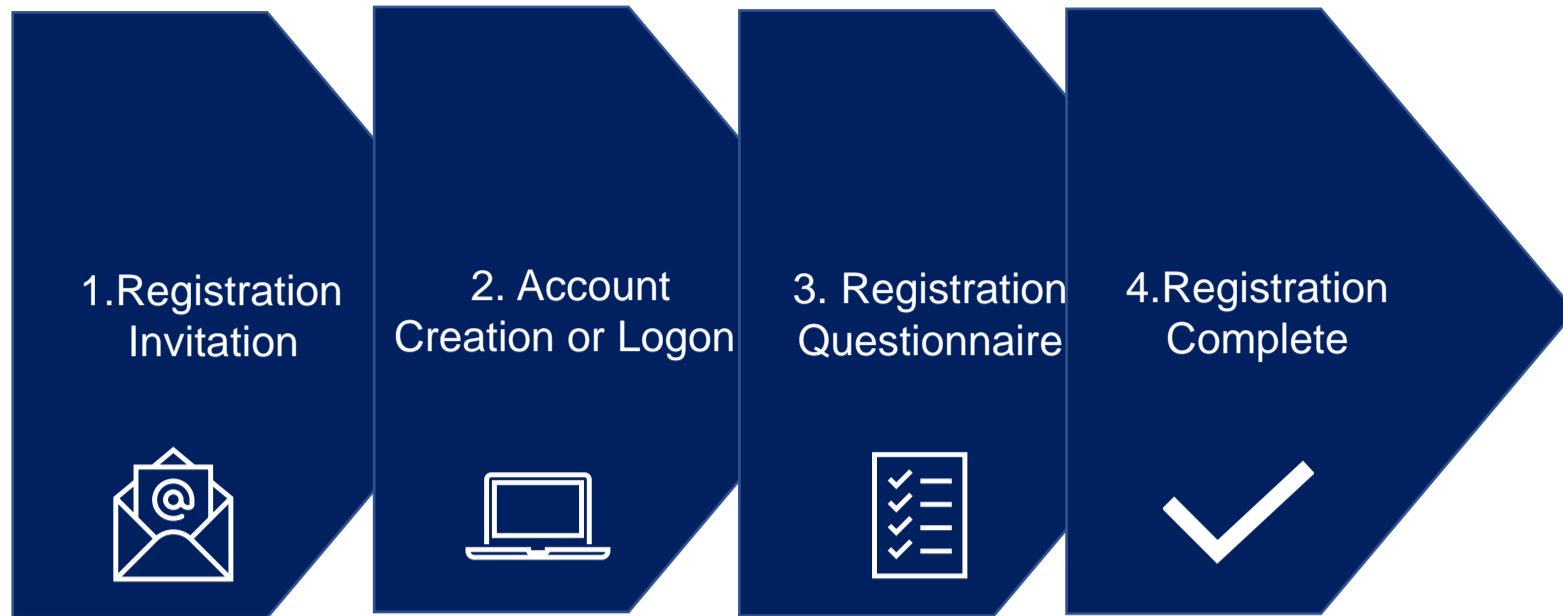 1.Registration
Invitation
2. Account
Creation or Logon
3. Registration
Questionnaire
4.Registration
Complete
@